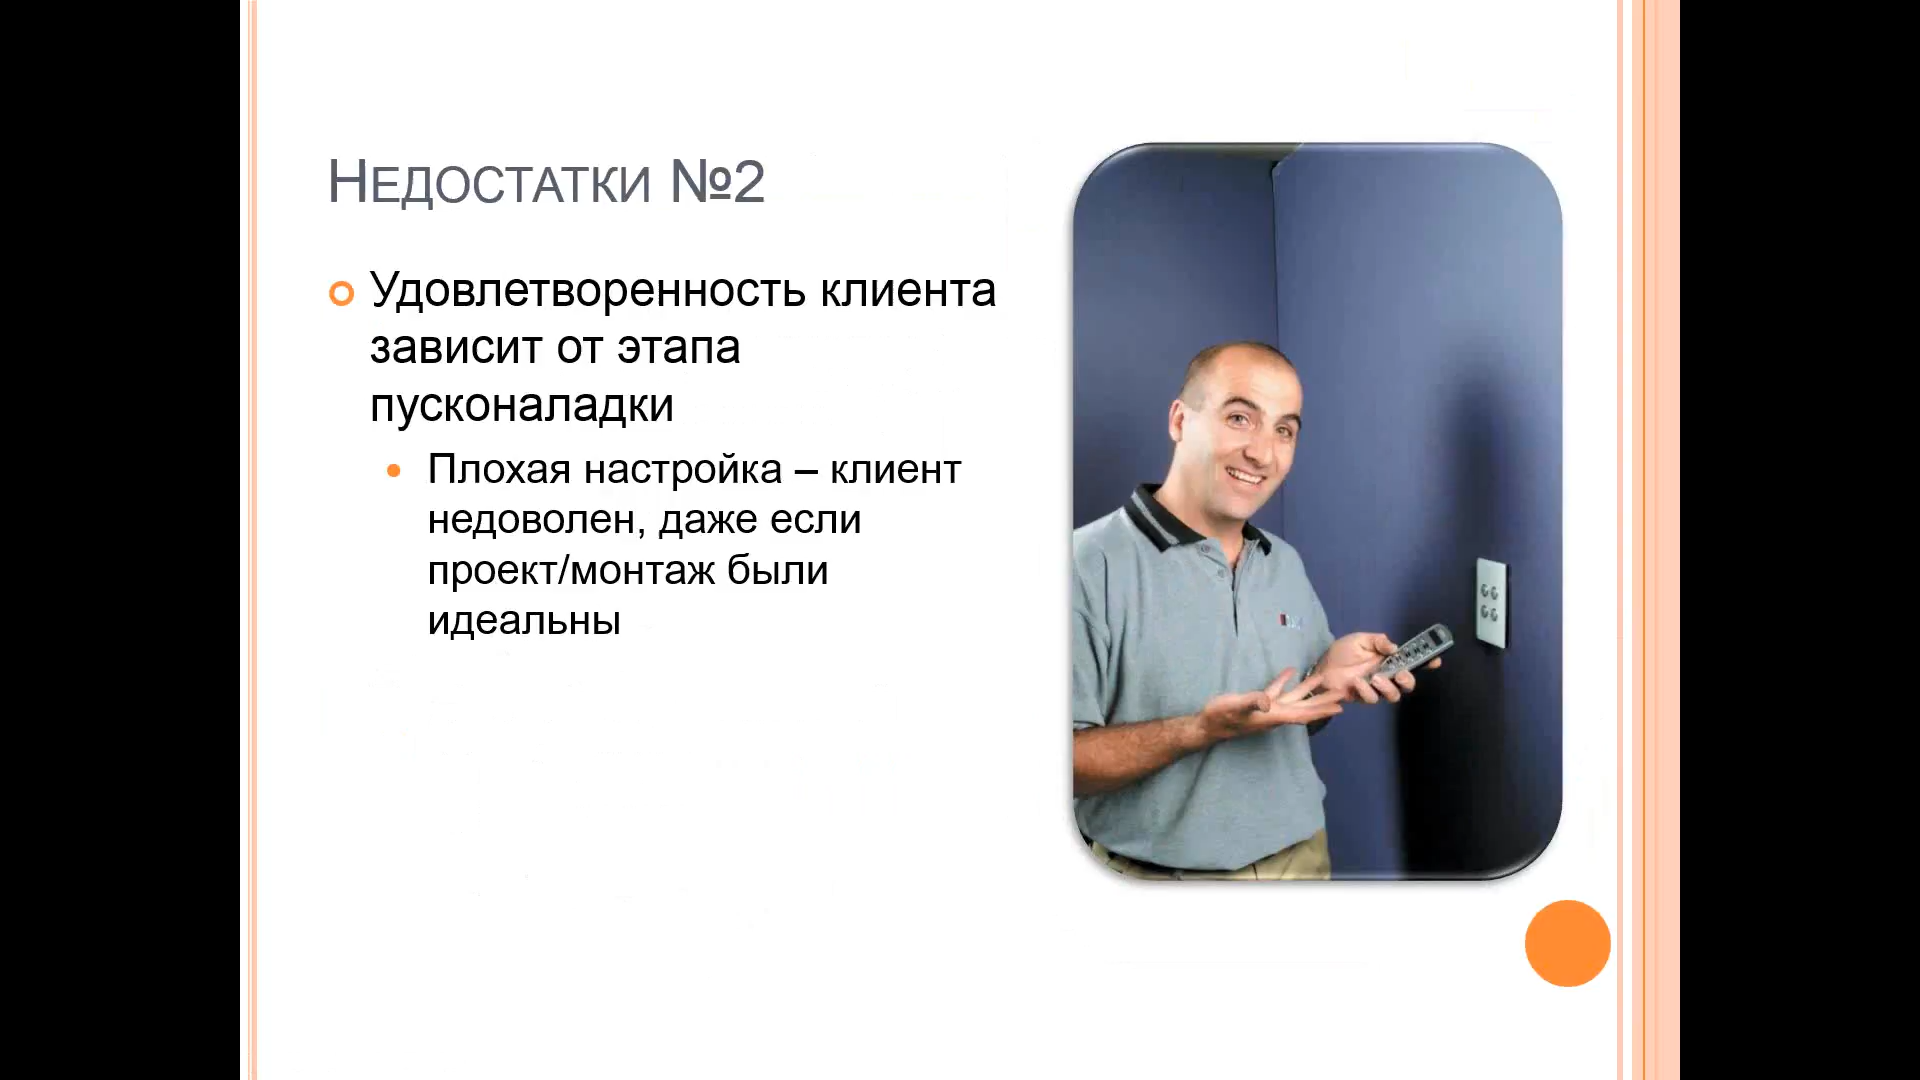 Недостатки №2
Удовлетворенность клиента
зависит от этапа
пусконаладки
Плохая настройка – клиент
недоволен, даже если
проект/монтаж были
идеальны